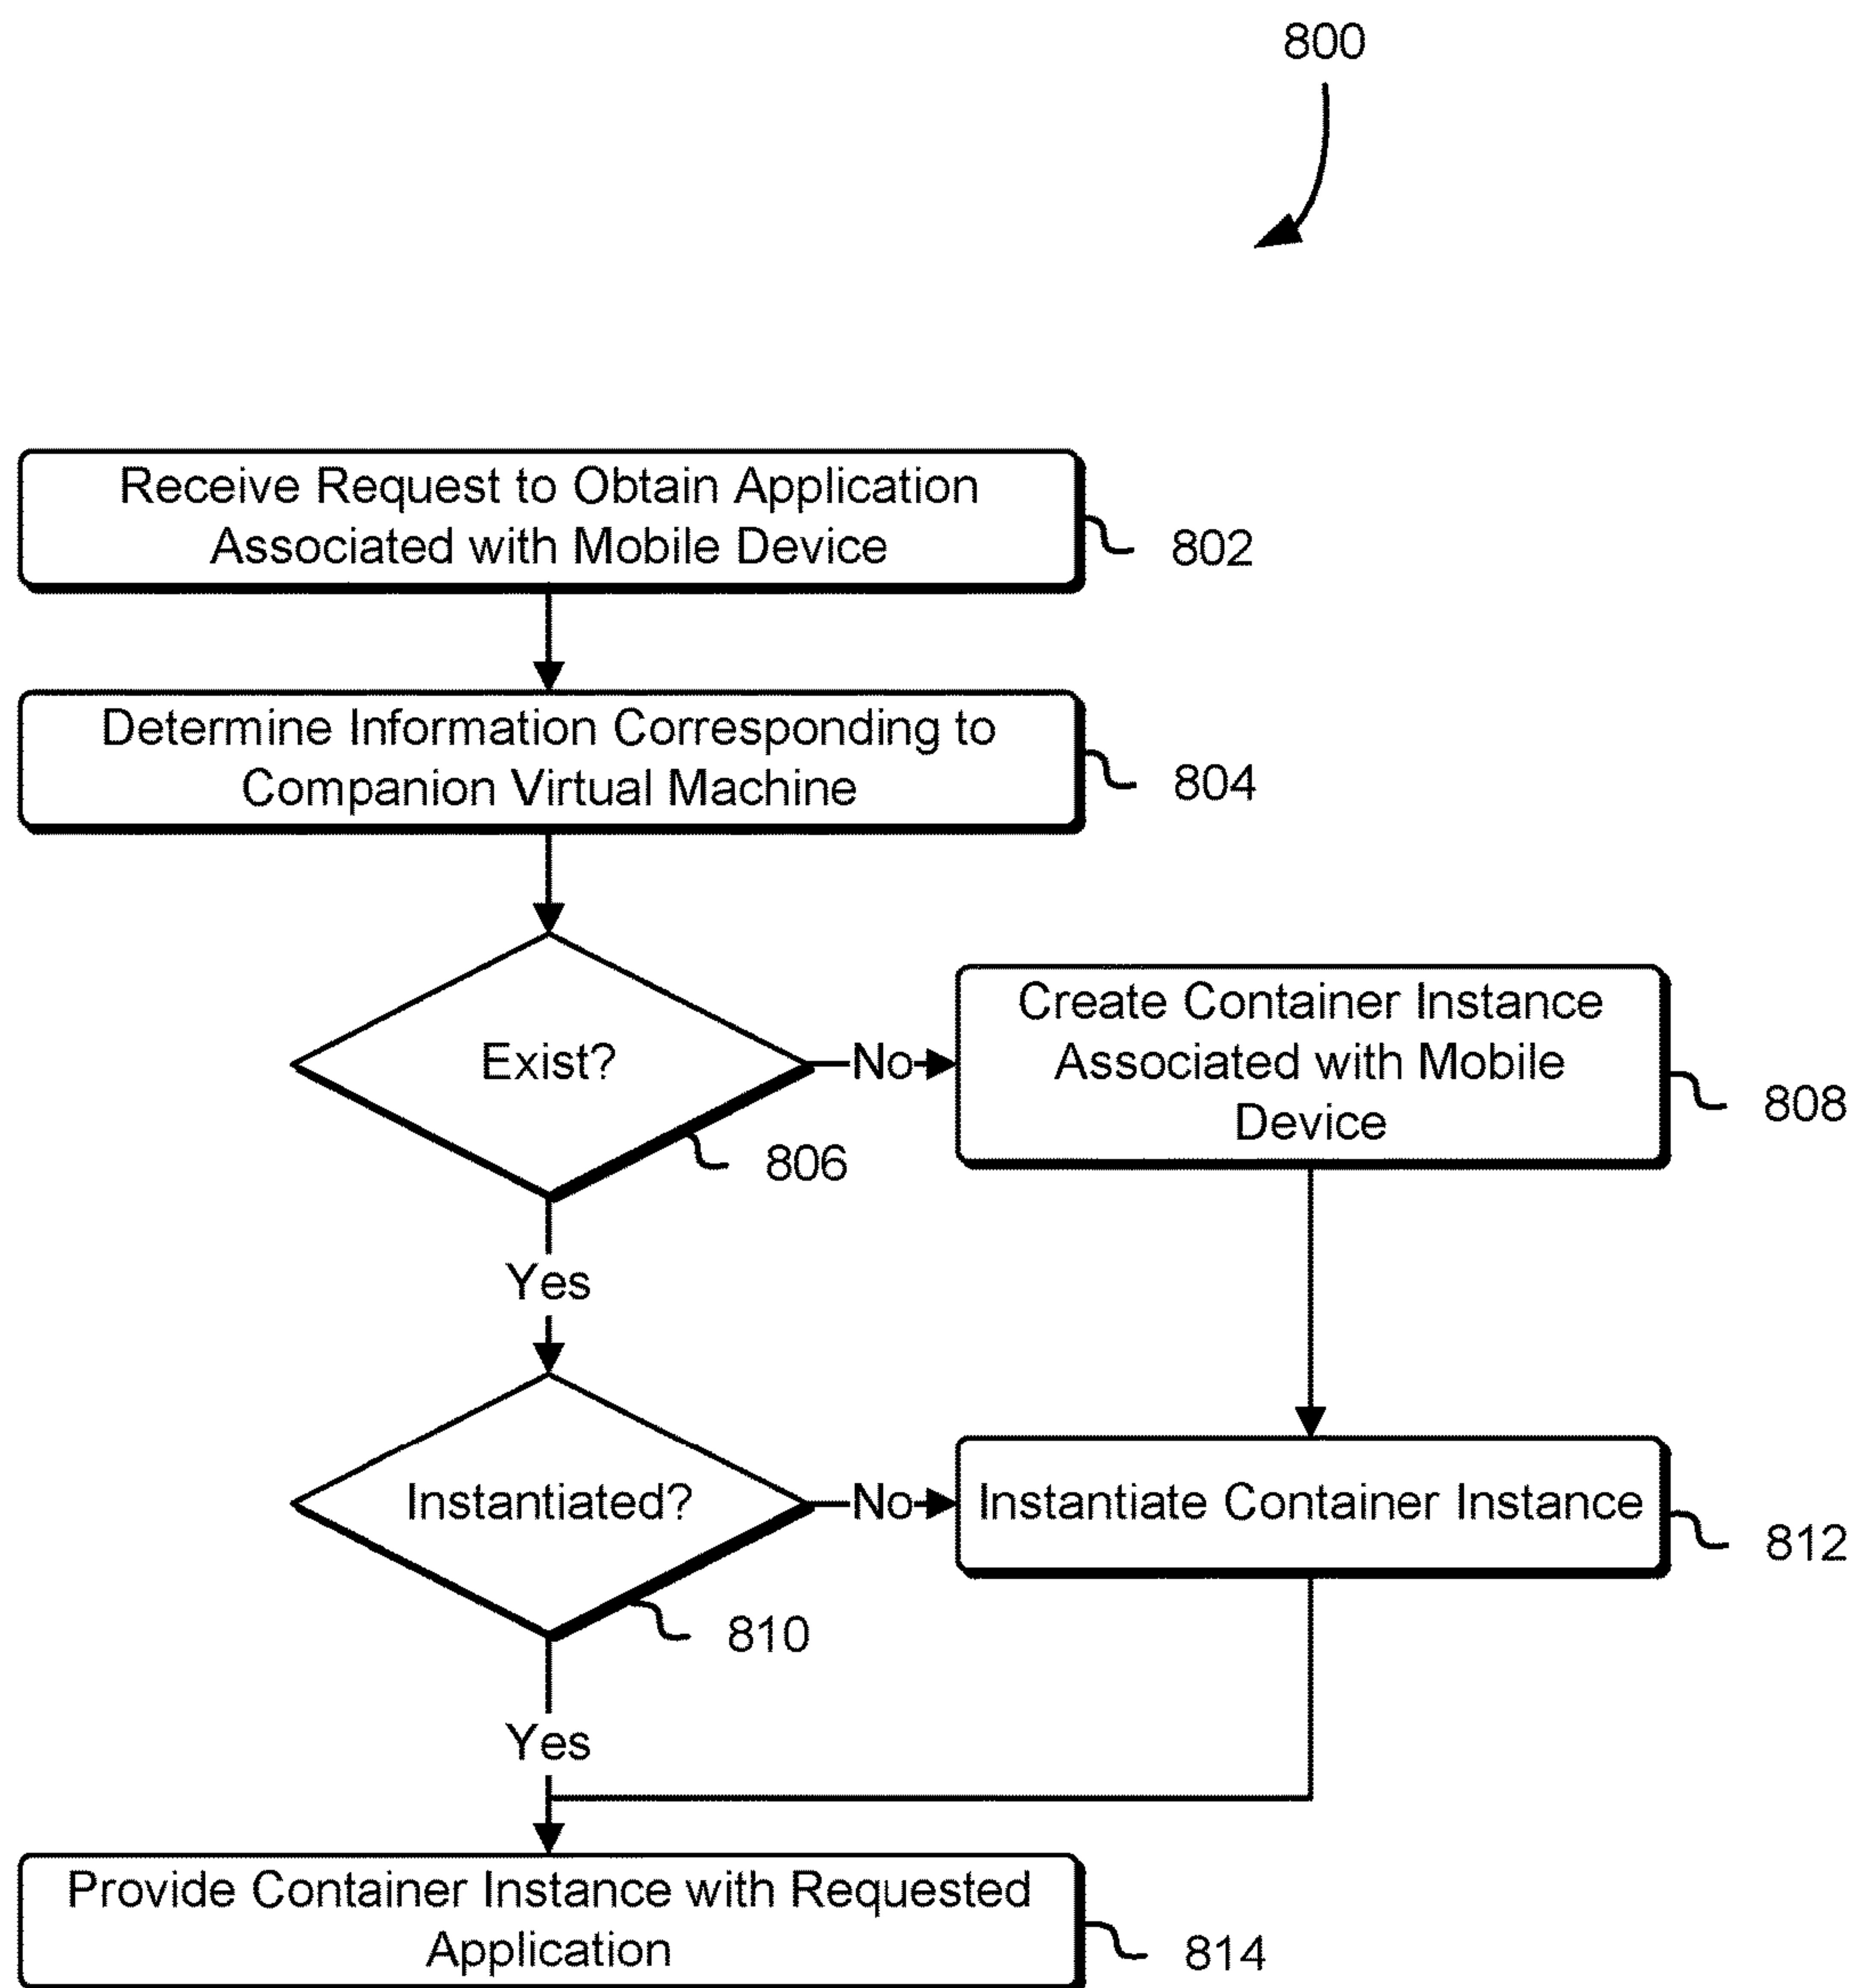 800
Receive Request to Obtain Application
Associated with Mobile Device
802
Determine Information Corresponding to
Companion Virtual Machine
804
Exist?
No
806
Create Container Instance
Associated with Mobile
Device
808
Yes
Instantiated?
No
810
Instantiate Container Instance
812
Yes
Provide Container Instance with Requested
Application
814